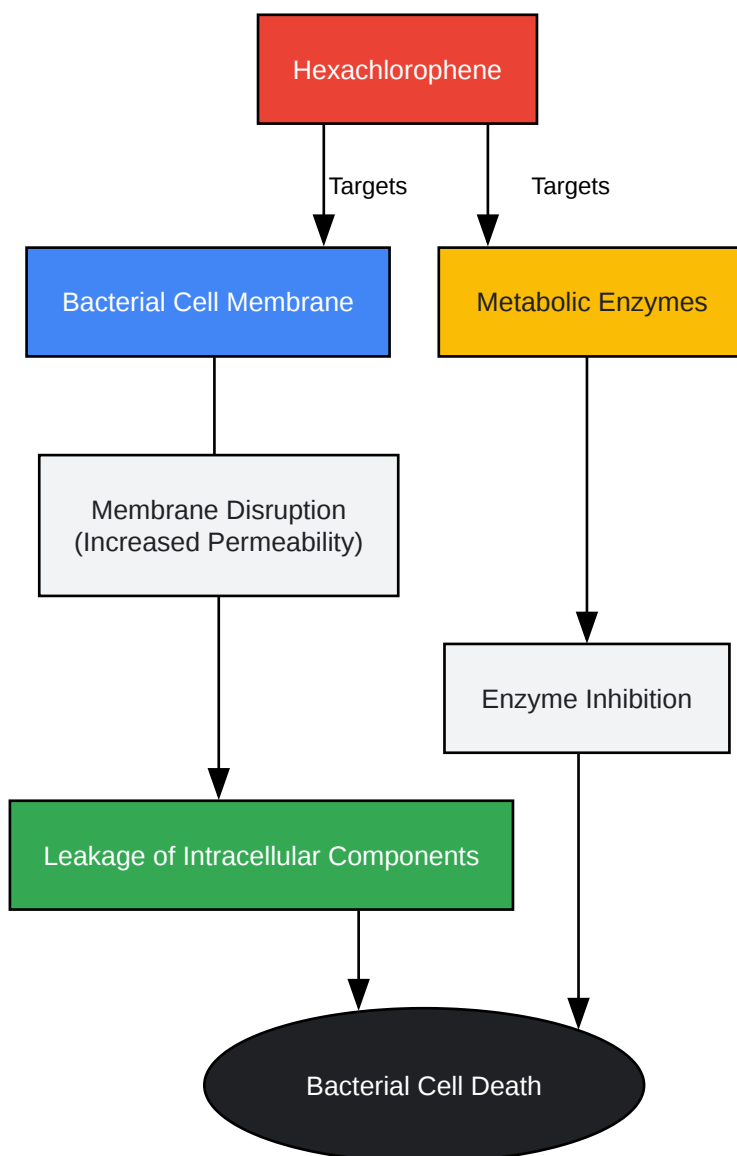 Hexachlorophene
Targets
Targets
Bacterial Cell Membrane
Metabolic Enzymes
Membrane Disruption
(Increased Permeability)
Enzyme Inhibition
Leakage of Intracellular Components
Bacterial Cell Death